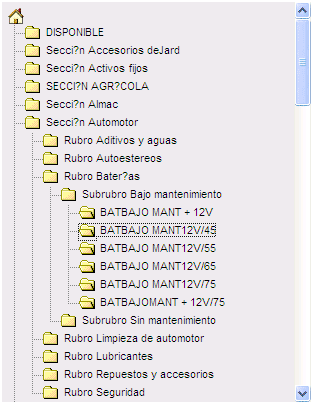 DISPONIBLE
Secci?n Accesorios deJard
Secci?n Activos fijos
SECCI?N AGR?COLA
Secci?n Almac
Secci?n Automotor
Rubro Aditivos y aguas
Rubro Autoestereos
Rubro Bater?as
Subrubro Bajo mantenimiento
BATBAJO MANT + 12V
BATBAJO MANT12V/45
BATBAJO MANT12V/55
BATBAJO MANT12V/65
BATBAJO MANT12V/75
BATBAJOMANT + 12V/75
Subrubro Sin mantenimiento
Rubro Limpieza de automotor
Rubro Lubricantes
Rubro Repuestos y accesorios
Rubro Seguridad